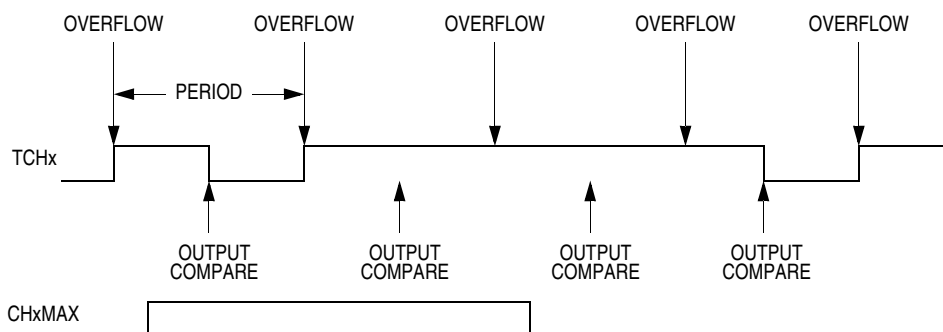 OVERFLOW OVERFLOW OVERFLOW OVERFLOW OVERFLOW
PERIOD
TCHx
OUTPUT COMPARE
OUTPUT COMPARE
OUTPUT COMPARE
OUTPUT COMPARE
CHxMAX